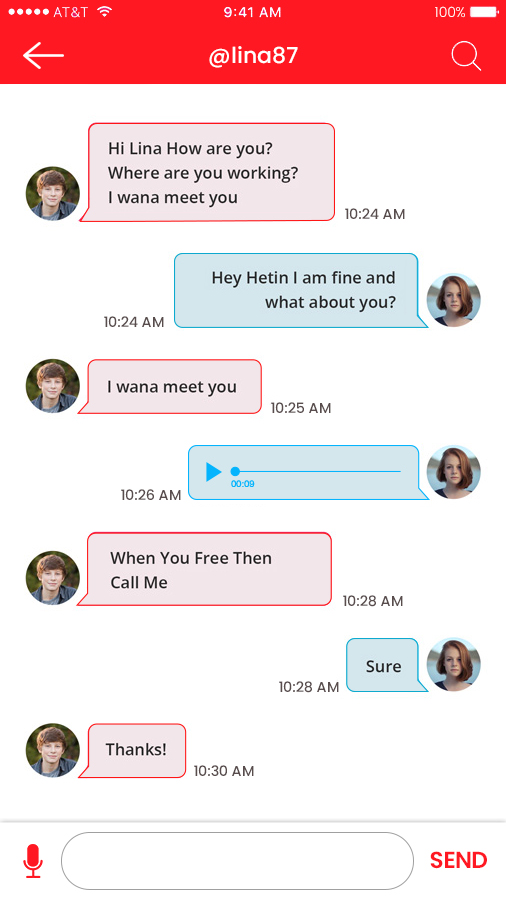 AT&T 9:41 AM 100%
@lina87
Hi Lina How are you?
Where are you working?
I wana meet you
10:24 AM
Hey Hetin I am fine and
what about you?
10:24 AM
I wana meet you
10:25 AM
00:09
10:26 AM
When You Free Then
Call Me
10:28 AM
Sure
10:28 AM
Thanks!
10:30 AM
SEND